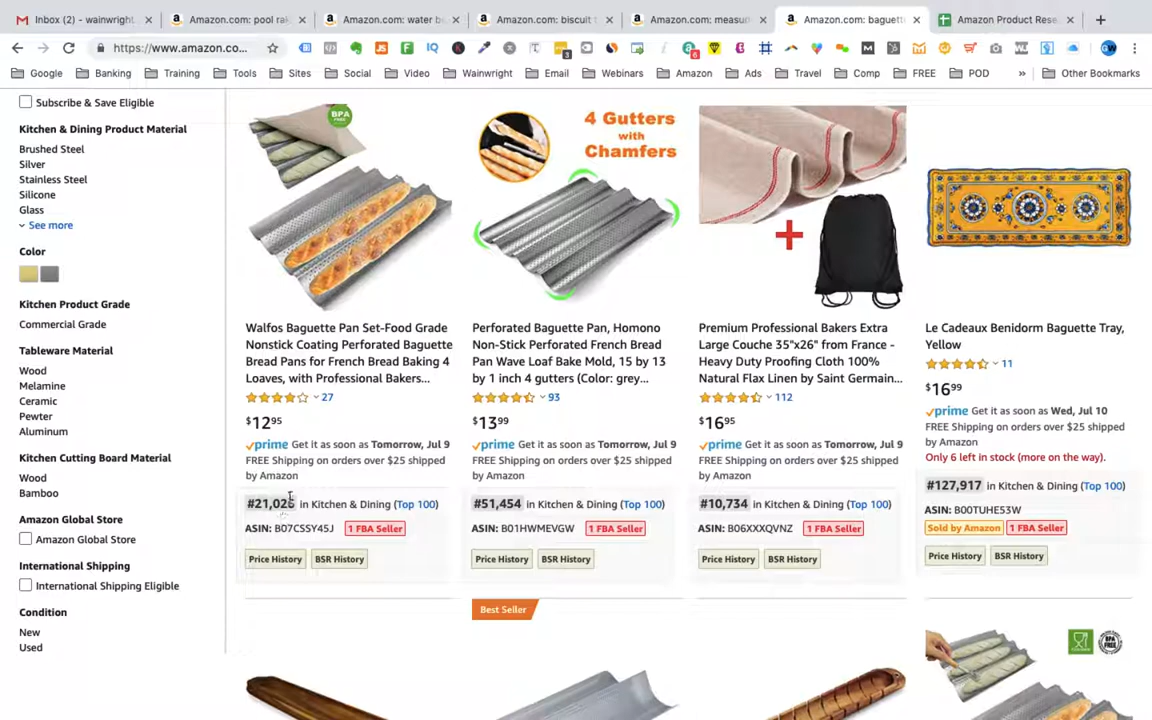 Inbox (2) - wainwright
Amazon.com: pool rak
Amazon.com: water be
Amazon.com: biscuit t
Amazon.com: measur
Amazon.com: baguett
Amazon Product Rese
https://www.amazon.co...
Google
Banking
Training
Tools
Sites
Social
Video
Wainwright
Email
Webinars
Amazon
Ads
Travel
Comp
FREE
POD
Other Bookmarks
Subscribe & Save Eligible
Kitchen & Dining Product Material
Brushed Steel
Silver
Stainless Steel
Silicone
Glass
See more
Color
Kitchen Product Grade
Commercial Grade
Tableware Material
Wood
Melamine
Ceramic
Pewter
Aluminum
Kitchen Cutting Board Material
Wood
Bamboo
Amazon Global Store
Amazon Global Store
International Shipping
International Shipping Eligible
Condition
New
Used
BPA
FREE
Walfos Baguette Pan Set-Food Grade
Nonstick Coating Perforated Baguette
Bread Pans for French Bread Baking 4
Loaves, with Professional Bakers...
27
$12.95
prime Get it as soon as Tomorrow, Jul 9
FREE Shipping on orders over $25 shipped
by Amazon
in Kitchen & Dining (Top 100)
ASIN: B07CSSY45J 1 FBA Seller
Price History BSR History
4 Gutters
with
Chamfers
Perforated Baguette Pan, Homono
Non-Stick Perforated French Bread
Pan Wave Loaf Bake Mold, 15 by 13
by 1 inch 4 gutters (Color: grey...
93
$13.99
prime Get it as soon as Tomorrow, Jul 9
FREE Shipping on orders over $25 shipped
by Amazon
#51,454 in Kitchen & Dining (Top 100)
ASIN: B01HWMEVGW 1 FBA Seller
Price History BSR History
Best Seller
Premium Professional Bakers Extra
Large Couche 35"x26" from France -
Heavy Duty Proofing Cloth 100%
Natural Flax Linen by Saint Germain...
112
$16.95
prime Get it as soon as Tomorrow, Jul 9
FREE Shipping on orders over $25 shipped
by Amazon
#10,734 in Kitchen & Dining (Top 100)
ASIN: B06XXXQVNZ 1 FBA Seller
Price History BSR History
Le Cadeaux Benidorm Baguette Tray,
Yellow
11
$16.99
prime Get it as soon as Wed, Jul 10
FREE Shipping on orders over $25 shipped
by Amazon
Only 6 left in stock (more on the way).
#127,917 in Kitchen & Dining (Top 100)
ASIN: B00TUHE53W
Sold by Amazon 1 FBA Seller
Price History BSR History